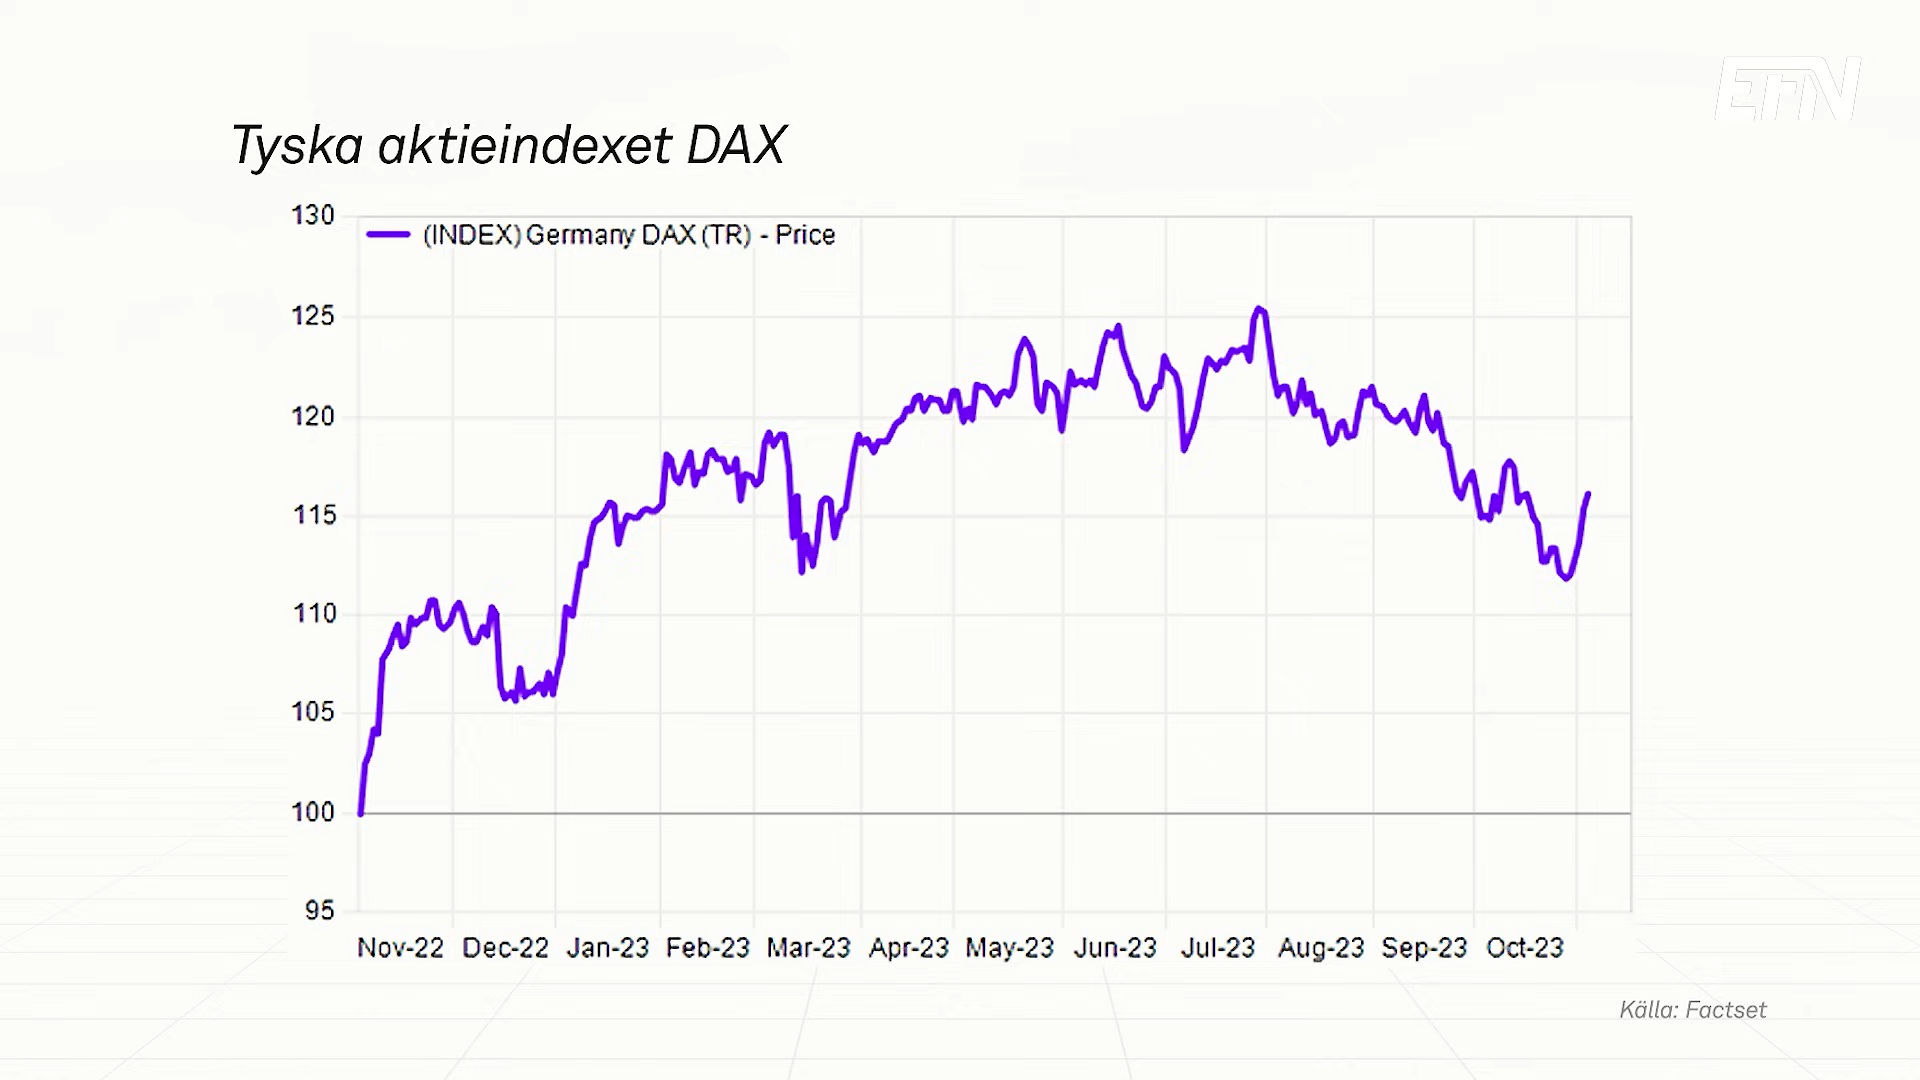 EFN
Tyska aktieindexet DAX
(INDEX) Germany DAX (TR) - Price
130
125
120
115
110
105
100
95
Nov-22 Dec-22 Jan-23 Feb-23 Mar-23 Apr-23 May-23 Jun-23 Jul-23 Aug-23 Sep-23 Oct-23
Källa: Factset